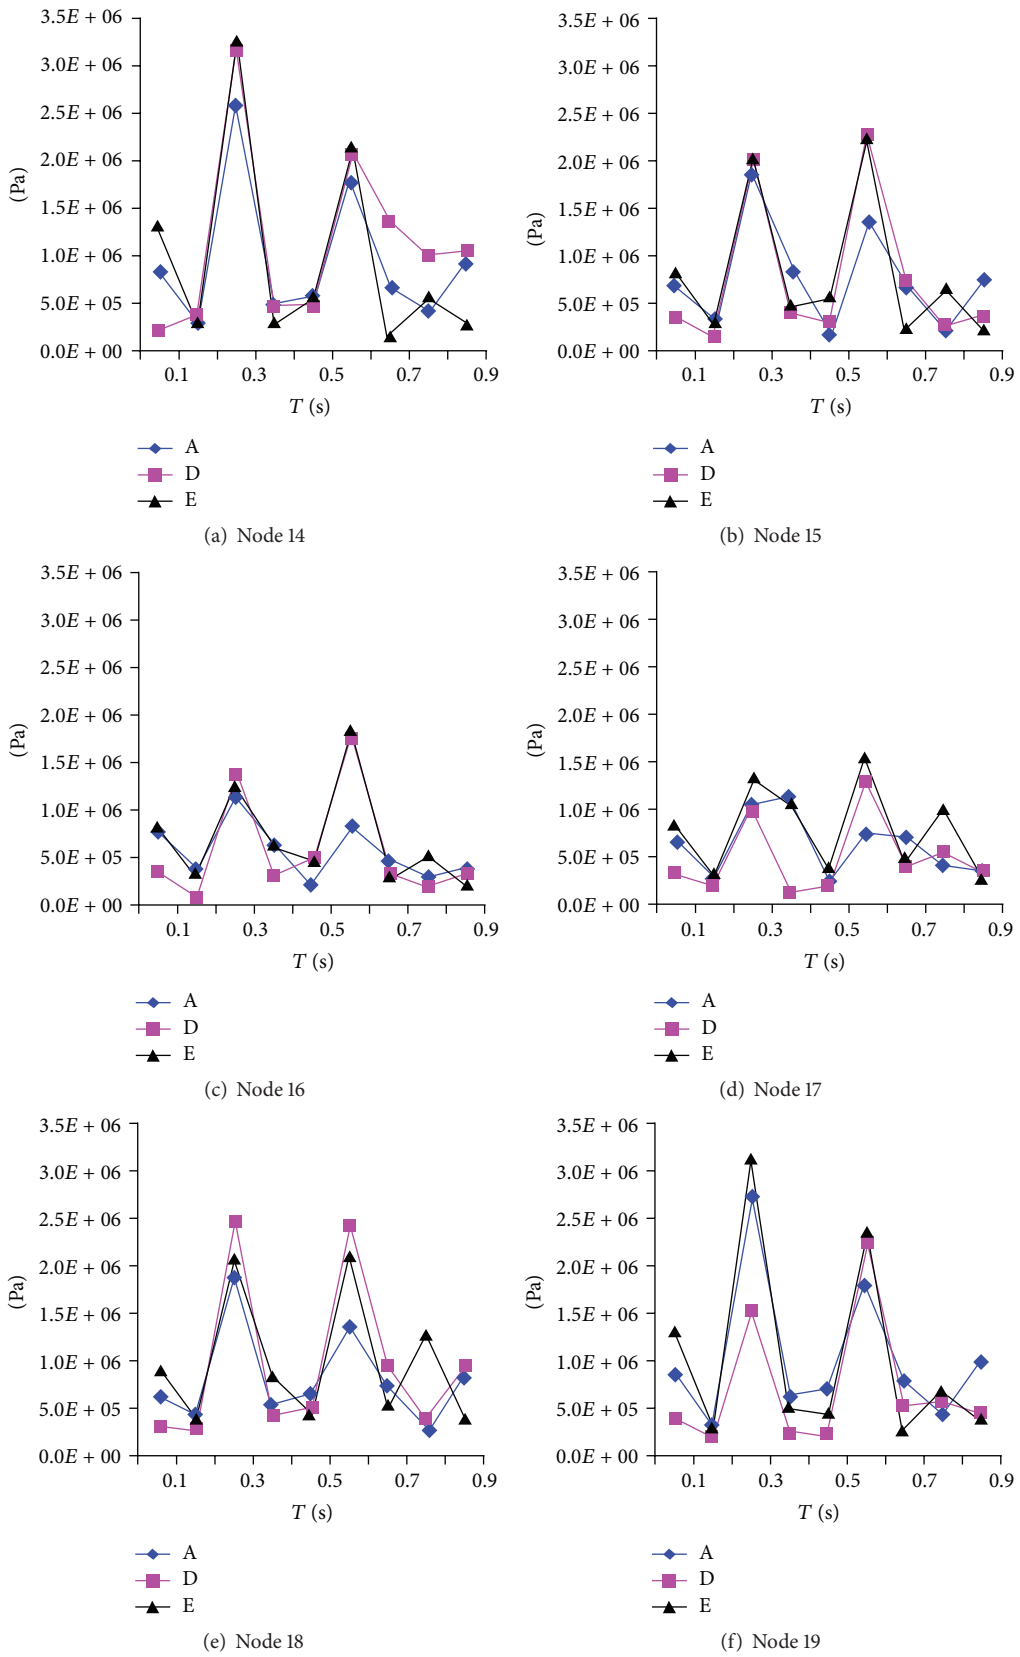 3.5E + 06
3.0E + 06
2.5E + 06
2.0E + 06
1.5E + 06
1.0E + 06
5.0E + 05
0.0E + 00
(Pa)
0.1 0.3 0.5 0.7 0.9
T (s)
A
D
E
(a) Node 14
3.5E + 06
3.0E + 06
2.5E + 06
2.0E + 06
1.5E + 06
1.0E + 06
5.0E + 05
0.0E + 00
(Pa)
0.1 0.3 0.5 0.7 0.9
T (s)
A
D
E
(b) Node 15
3.5E + 06
3.0E + 06
2.5E + 06
2.0E + 06
1.5E + 06
1.0E + 06
5.0E + 05
0.0E + 00
(Pa)
0.1 0.3 0.5 0.7 0.9
T (s)
A
D
E
(c) Node 16
3.5E + 06
3.0E + 06
2.5E + 06
2.0E + 06
1.5E + 06
1.0E + 06
5.0E + 05
0.0E + 00
(Pa)
0.1 0.3 0.5 0.7 0.9
T (s)
A
D
E
(d) Node 17
3.5E + 06
3.0E + 06
2.5E + 06
2.0E + 06
1.5E + 06
1.0E + 06
5.0E + 05
0.0E + 00
(Pa)
0.1 0.3 0.5 0.7 0.9
T (s)
A
D
E
(e) Node 18
3.5E + 06
3.0E + 06
2.5E + 06
2.0E + 06
1.5E + 06
1.0E + 06
5.0E + 05
0.0E + 00
(Pa)
0.1 0.3 0.5 0.7 0.9
T (s)
A
D
E
(f) Node 19